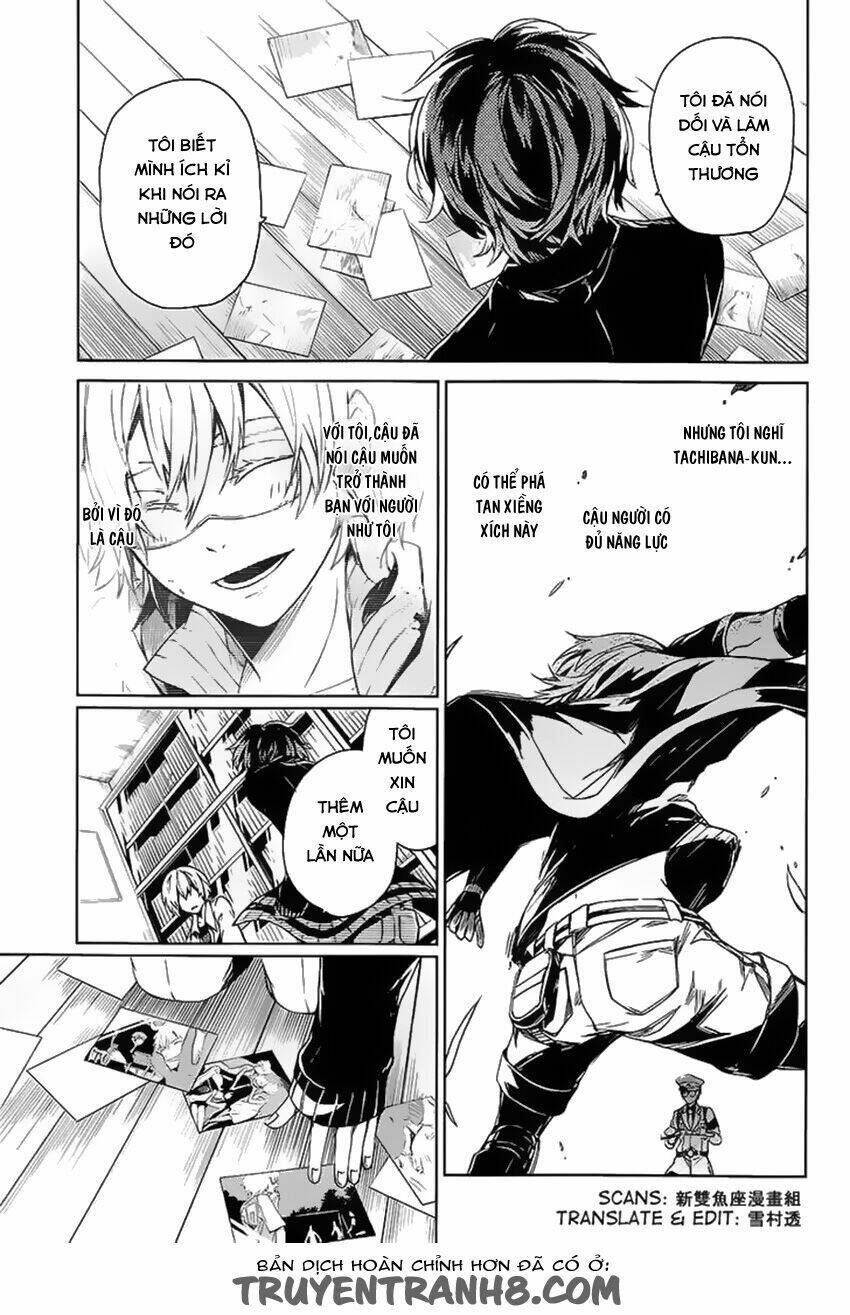 TÔI ĐÃ NÓI
DỐI VÀ LÀM
CẬU TỔN
THƯƠNG
TÔI BIẾT
MÌNH ÍCH KỈ
KHI NÓI RA
NHỮNG LỜI
ĐÓ
NHƯNG TÔI NGHĨ
TACHIBANA-KUN...
CẬU NGƯỜI CÓ
ĐỦ NĂNG LỰC
CÓ THỂ PHÁ
TAN XIỀNG
XÍCH NÀY
VỚI TÔI,CẬU ĐÃ
NÓI CẬU MUỐN
TRỞ THÀNH
BẠN VỚI NGƯỜI
NHƯ TÔI
BỞI VÌ ĐÓ
LÀ CẬU
TÔI
MUỐN
XIN
CẬU
THÊM
MỘT
LẦN NỮA
SCANS: 新雙魚座漫畫組
TRANSLATE & EDIT: 雪村透
BẢN DỊCH HOÀN CHỈNH HƠN ĐÃ CÓ Ở:
TRUYENTRANH8.COM